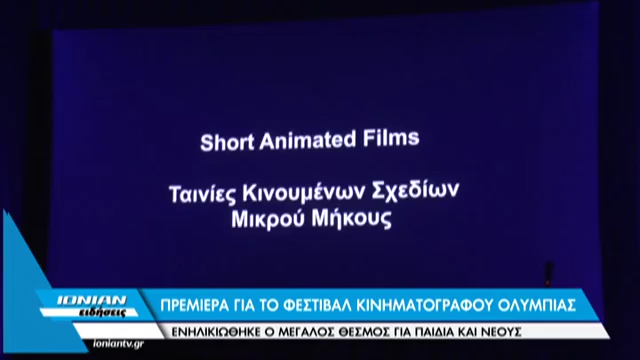 Short Animated Films
Ταινίες Κινουμένων Σχεδίων
Μικρού Μήκους
IONIAN
ειδήσεις
ΠΡΕΜΙΕΡΑ ΓΙΑ ΤΟ ΦΕΣΤΙΒΑΛ ΚΙΝΗΜΑΤΟΓΡΑΦΟΥ ΟΛΥΜΠΙΑΣ
ΕΝΗΛΙΚΙΩΘΗΚΕ Ο ΜΕΓΑΛΟΣ ΘΕΣΜΟΣ ΓΙΑ ΠΑΙΔΙΑ ΚΑΙ ΝΕΟΥΣ
ioniantv.gr